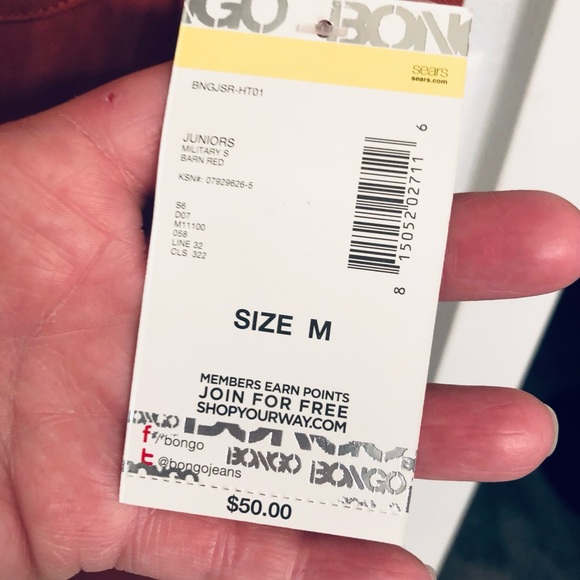 BONGO
sears
sears.com
BNGJSR-HT01
JUNIORS
MILITARY S
BARN RED
KSN#: 07929626-5
S6
D07
M11100
058
LINE 32
CLS 322
8 15052 02711 6
SIZE M
MEMBERS EARN POINTS
JOIN FOR FREE
SHOPYOURWAY.COM
BONGO
f /bongo
t @bongojeans
BONGO BONGO
$50.00